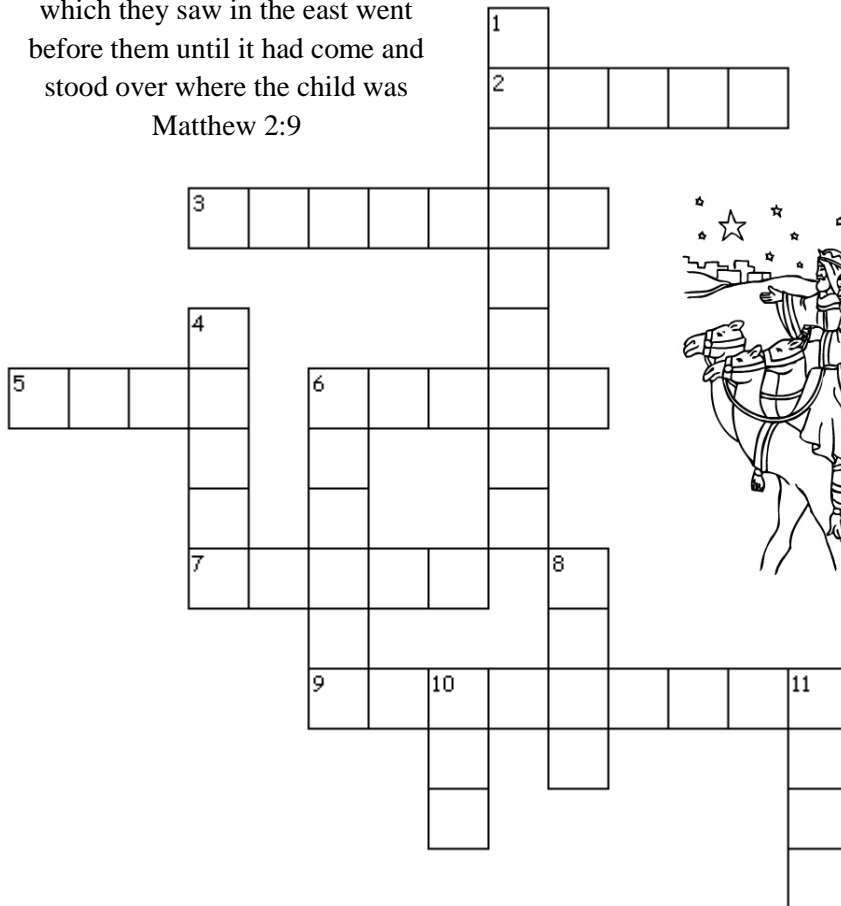 which they saw in the east went
before them until it had come and
stood over where the child was
Matthew 2:9
1
2
3
4
5
6
7
8
9
10
11